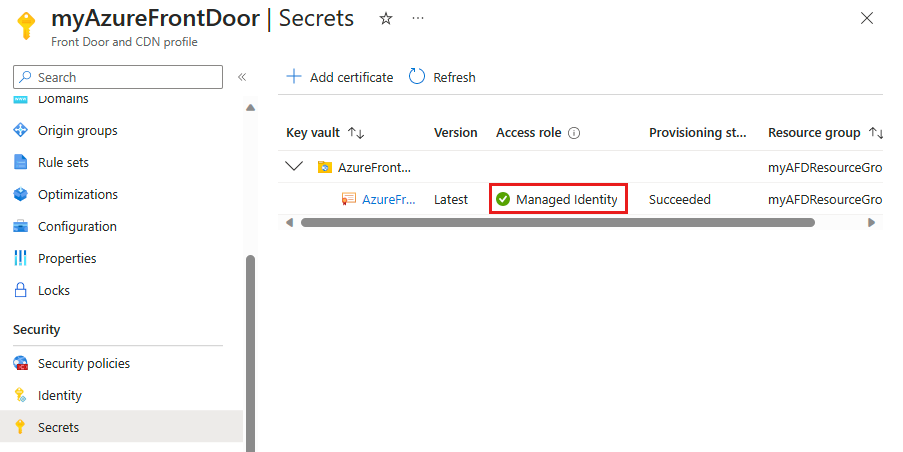 myAzureFrontDoor | Secrets
Front Door and CDN profile
Search
Domains
Origin groups
Rule sets
Optimizations
Configuration
Properties
Locks
Security
Security policies
Identity
Secrets
Add certificate Refresh
Key vault Version Access role Provisioning st... Resource group
AzureFront... myAFDResourceGro
AzureFr... Latest Managed Identity Succeeded myAFDResourceGro